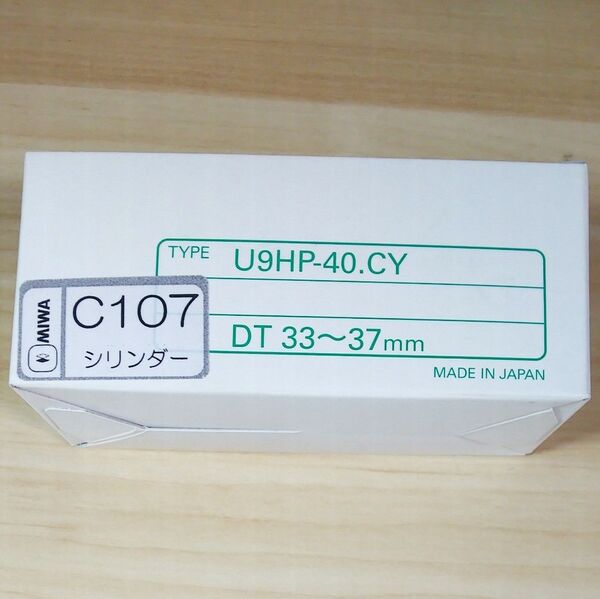 TYPE U9HP-40.CY
DT 33～37mm
MADE IN JAPAN
MIWA
C107
シリンダー